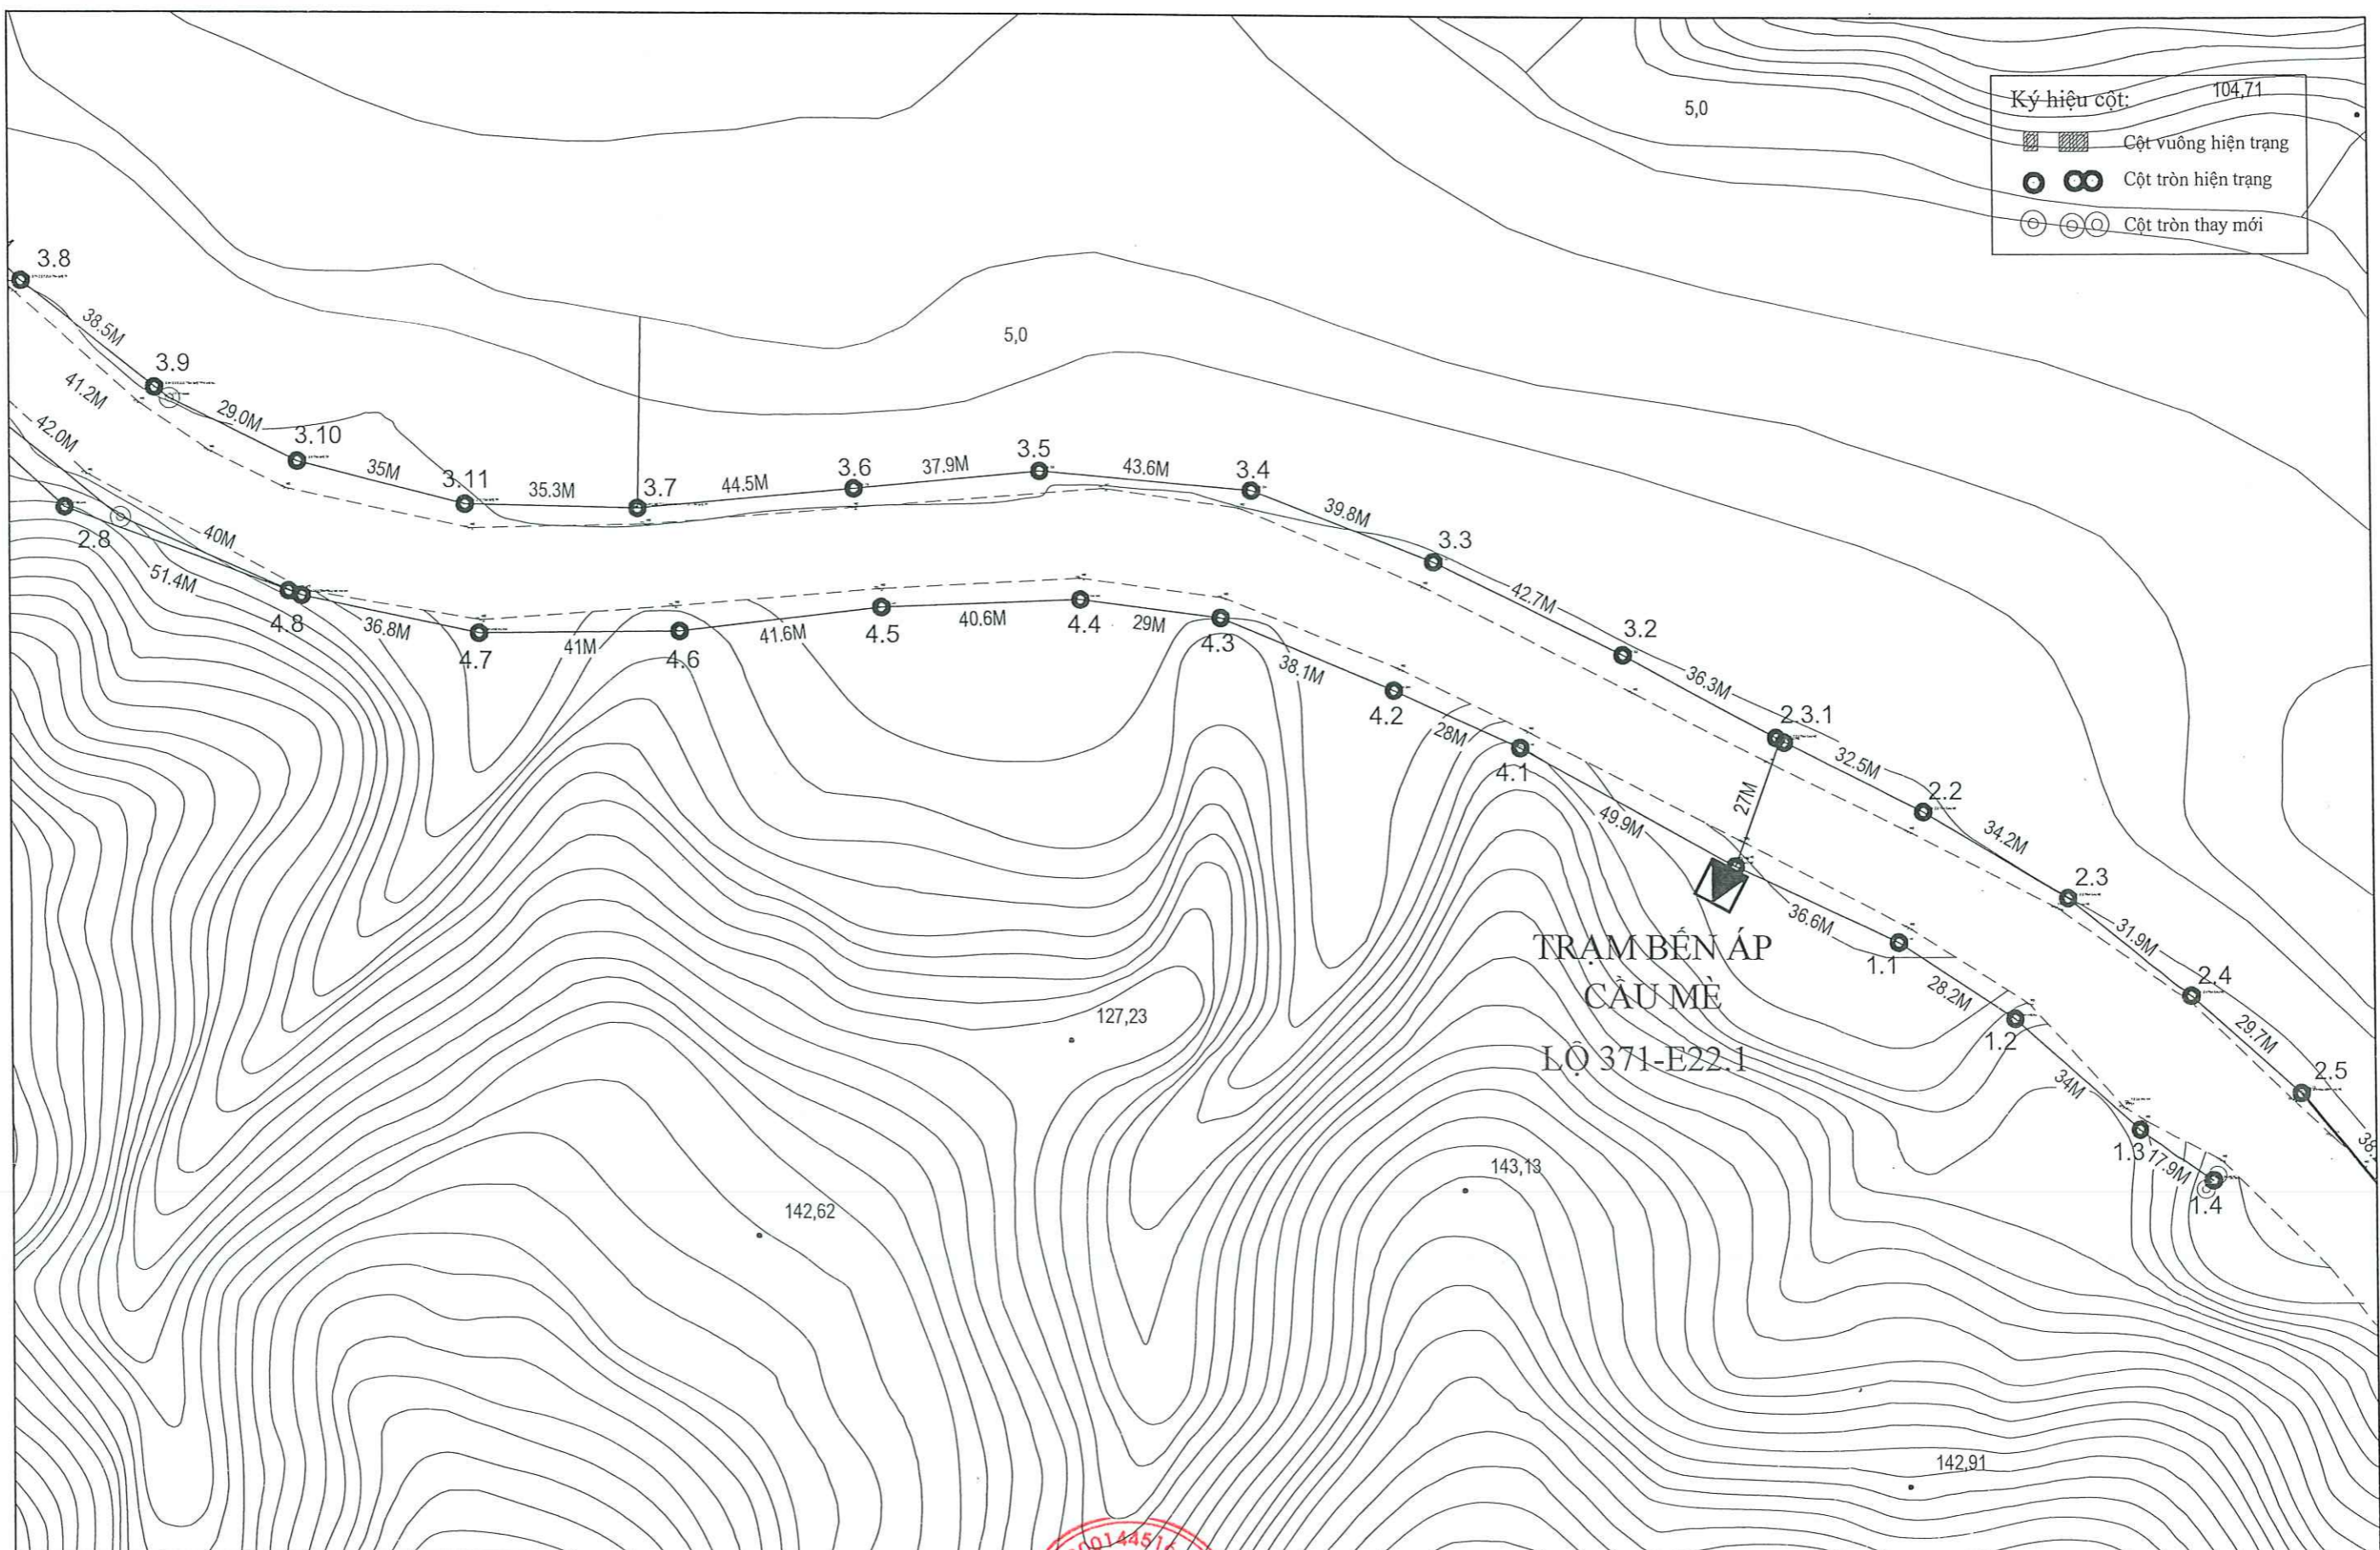 Ký hiệu cột:
104,71
Cột vuông hiện trạng
Cột tròn hiện trạng
Cột tròn thay mới
5,0
5,0
3.8
38.5M
3.9
41.2M
29.0M
42.0M
3.10
35M
3.11
35.3M
3.7
44.5M
3.6
37.9M
3.5
43.6M
3.4
39.8M
3.3
42.7M
3.2
36.3M
2.3.1
32.5M
2.2
34.2M
2.3
31.9M
2.4
29.7M
2.5
38.
2.8
40M
51.4M
4.8
36.8M
4.7
41M
4.6
41.6M
4.5
40.6M
4.4
29M
4.3
38.1M
4.2
28M
4.1
49.9M
27M
36.6M
1.1
28.2M
1.2
34M
1.3
17.9M
1.4
TRẠM BẾN ÁP
CẦU MÈ
LỘ 371-E22.1
127,23
142,62
143,13
142,91